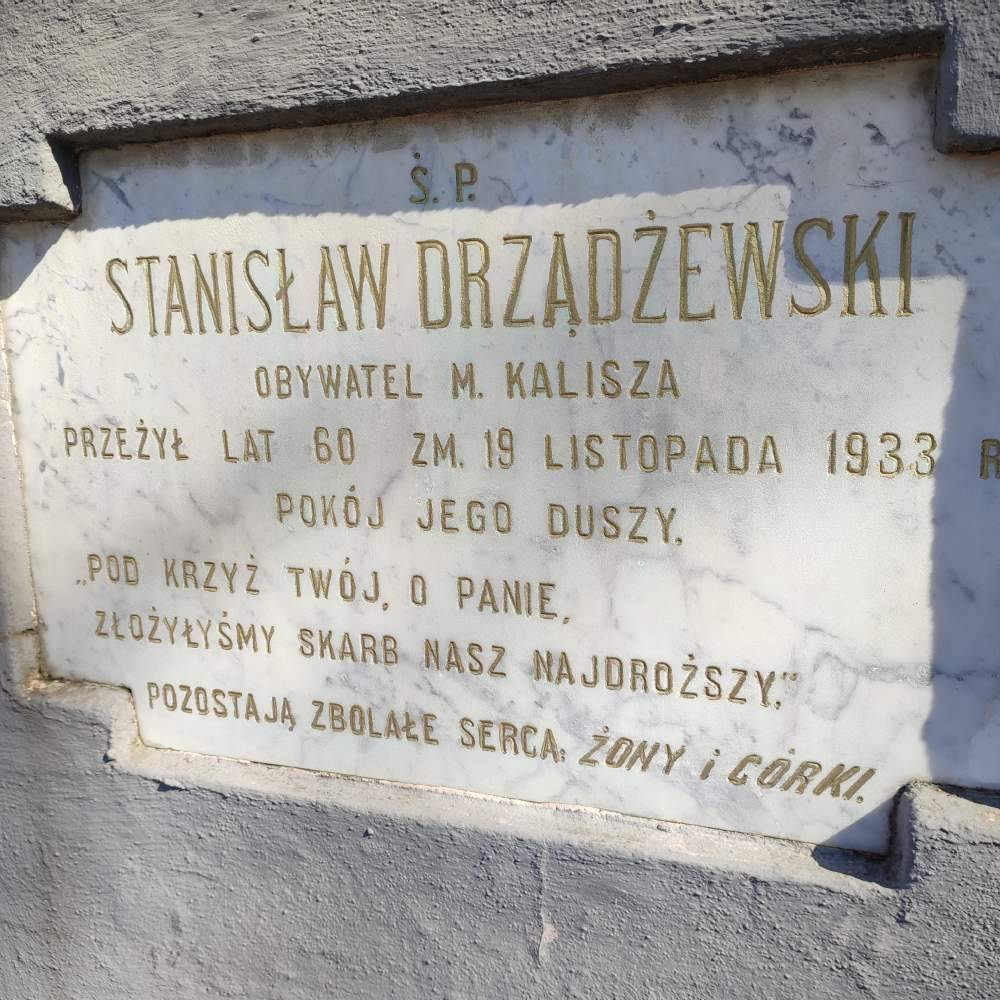 Ś. P.
STANISŁAW DRZĄDŻEWSKI
OBYWATEL M. KALISZA
PRZEŻYŁ LAT 60 ZM. 19 LISTOPADA 1933 R
POKÓJ JEGO DUSZY.
„POD KRZYŻ TWÓJ, O PANIE,
ZŁOŻYŁYŚMY SKARB NASZ NAJDROŻSZY,"
POZOSTAJĄ ZBOLAŁE SERCA: ŻONY i CÓRKI.